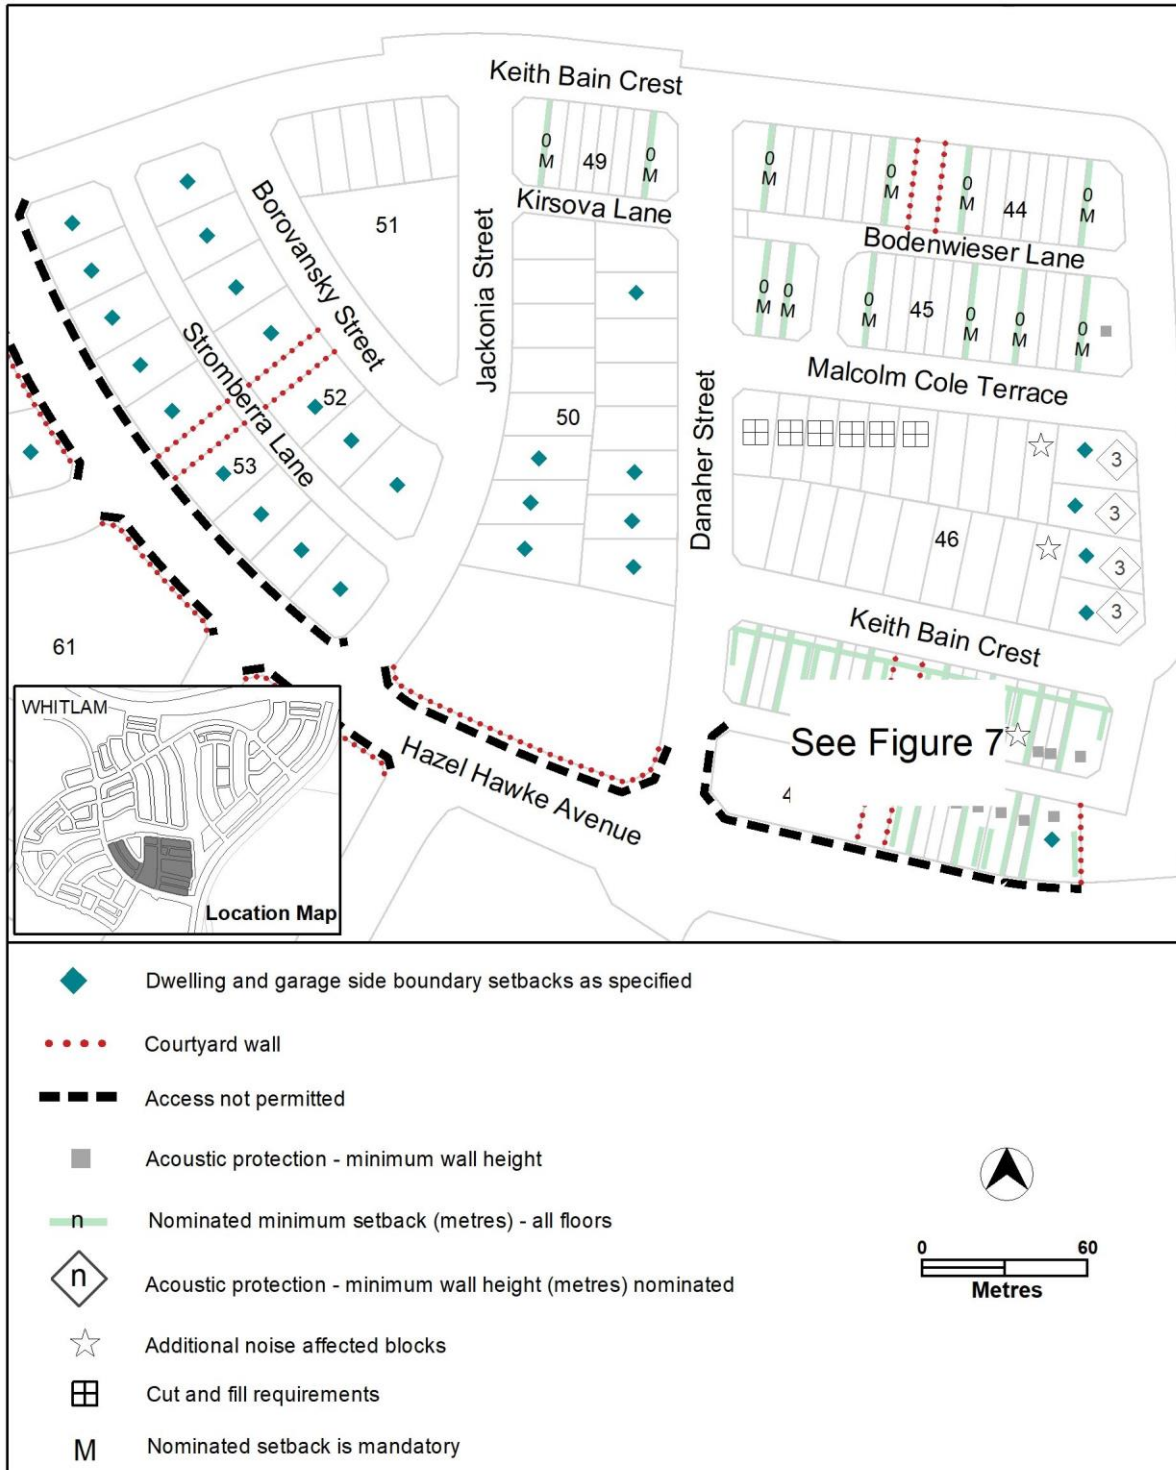 Keith Bain Crest
0
M
49
0
M
Kirsova Lane
Borovansky Street
51
Jackonia Street
0
M
0
M
0
M
44
0
M
Bodenwieser Lane
0
M
0
M
0
M
45
0
M
0
M
0
M
Malcolm Cole Terrace
Stromberra Lane
52
53
50
Danaher Street
3
3
3
3
46
Keith Bain Crest
61
See Figure 7
4
Hazel Hawke Avenue
WHITLAM
Location Map
Dwelling and garage side boundary setbacks as specified
Courtyard wall
Access not permitted
Acoustic protection - minimum wall height
n Nominated minimum setback (metres) - all floors
n Acoustic protection - minimum wall height (metres) nominated
Additional noise affected blocks
Cut and fill requirements
M Nominated setback is mandatory
0 60
Metres